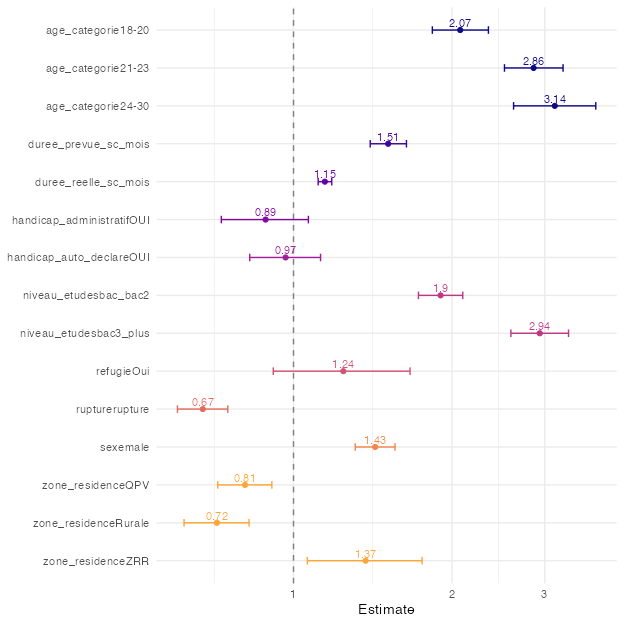 age_categorie18-20 2.07
age_categorie21-23 2.86
age_categorie24-30 3.14
duree_prevue_sc_mois 1.51
duree_reelle_sc_mois 1.15
handicap_administratifOUI 0.89
handicap_auto_declareOUI 0.97
niveau_etudesbac_bac2 1.9
niveau_etudesbac3_plus 2.94
refugieOui 1.24
rupturerupture 0.67
sexemale 1.43
zone_residenceQPV 0.81
zone_residenceRurale 0.72
zone_residenceZRR 1.37
1 2 3
Estimate